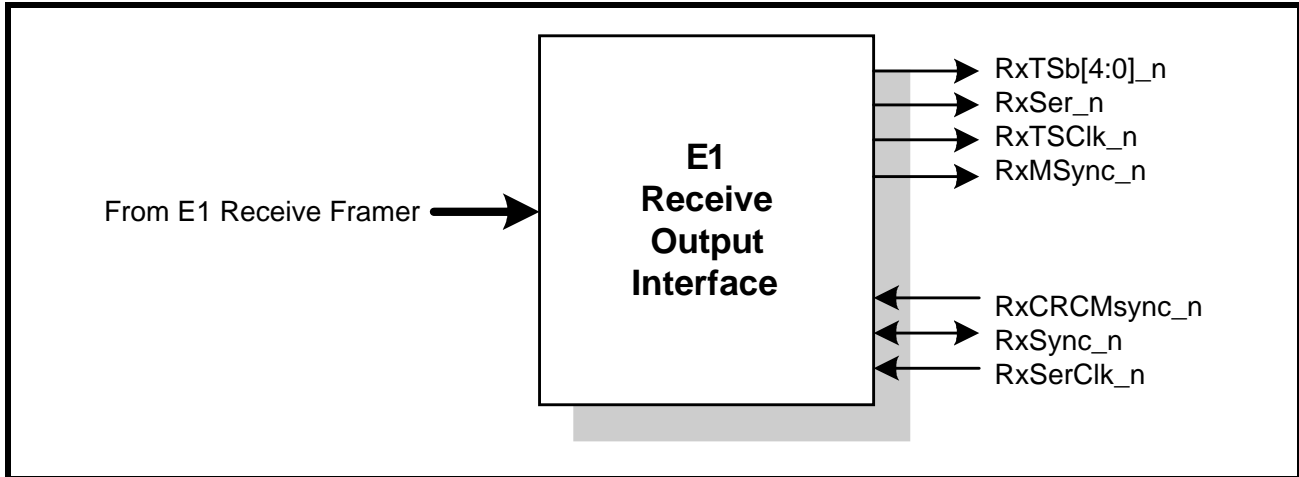 From E1 Receive Framer
E1
Receive
Output
Interface
RxTSb[4:0]_n
RxSer_n
RxTSClk_n
RxMSync_n
RxCRCMsync_n
RxSync_n
RxSerClk_n